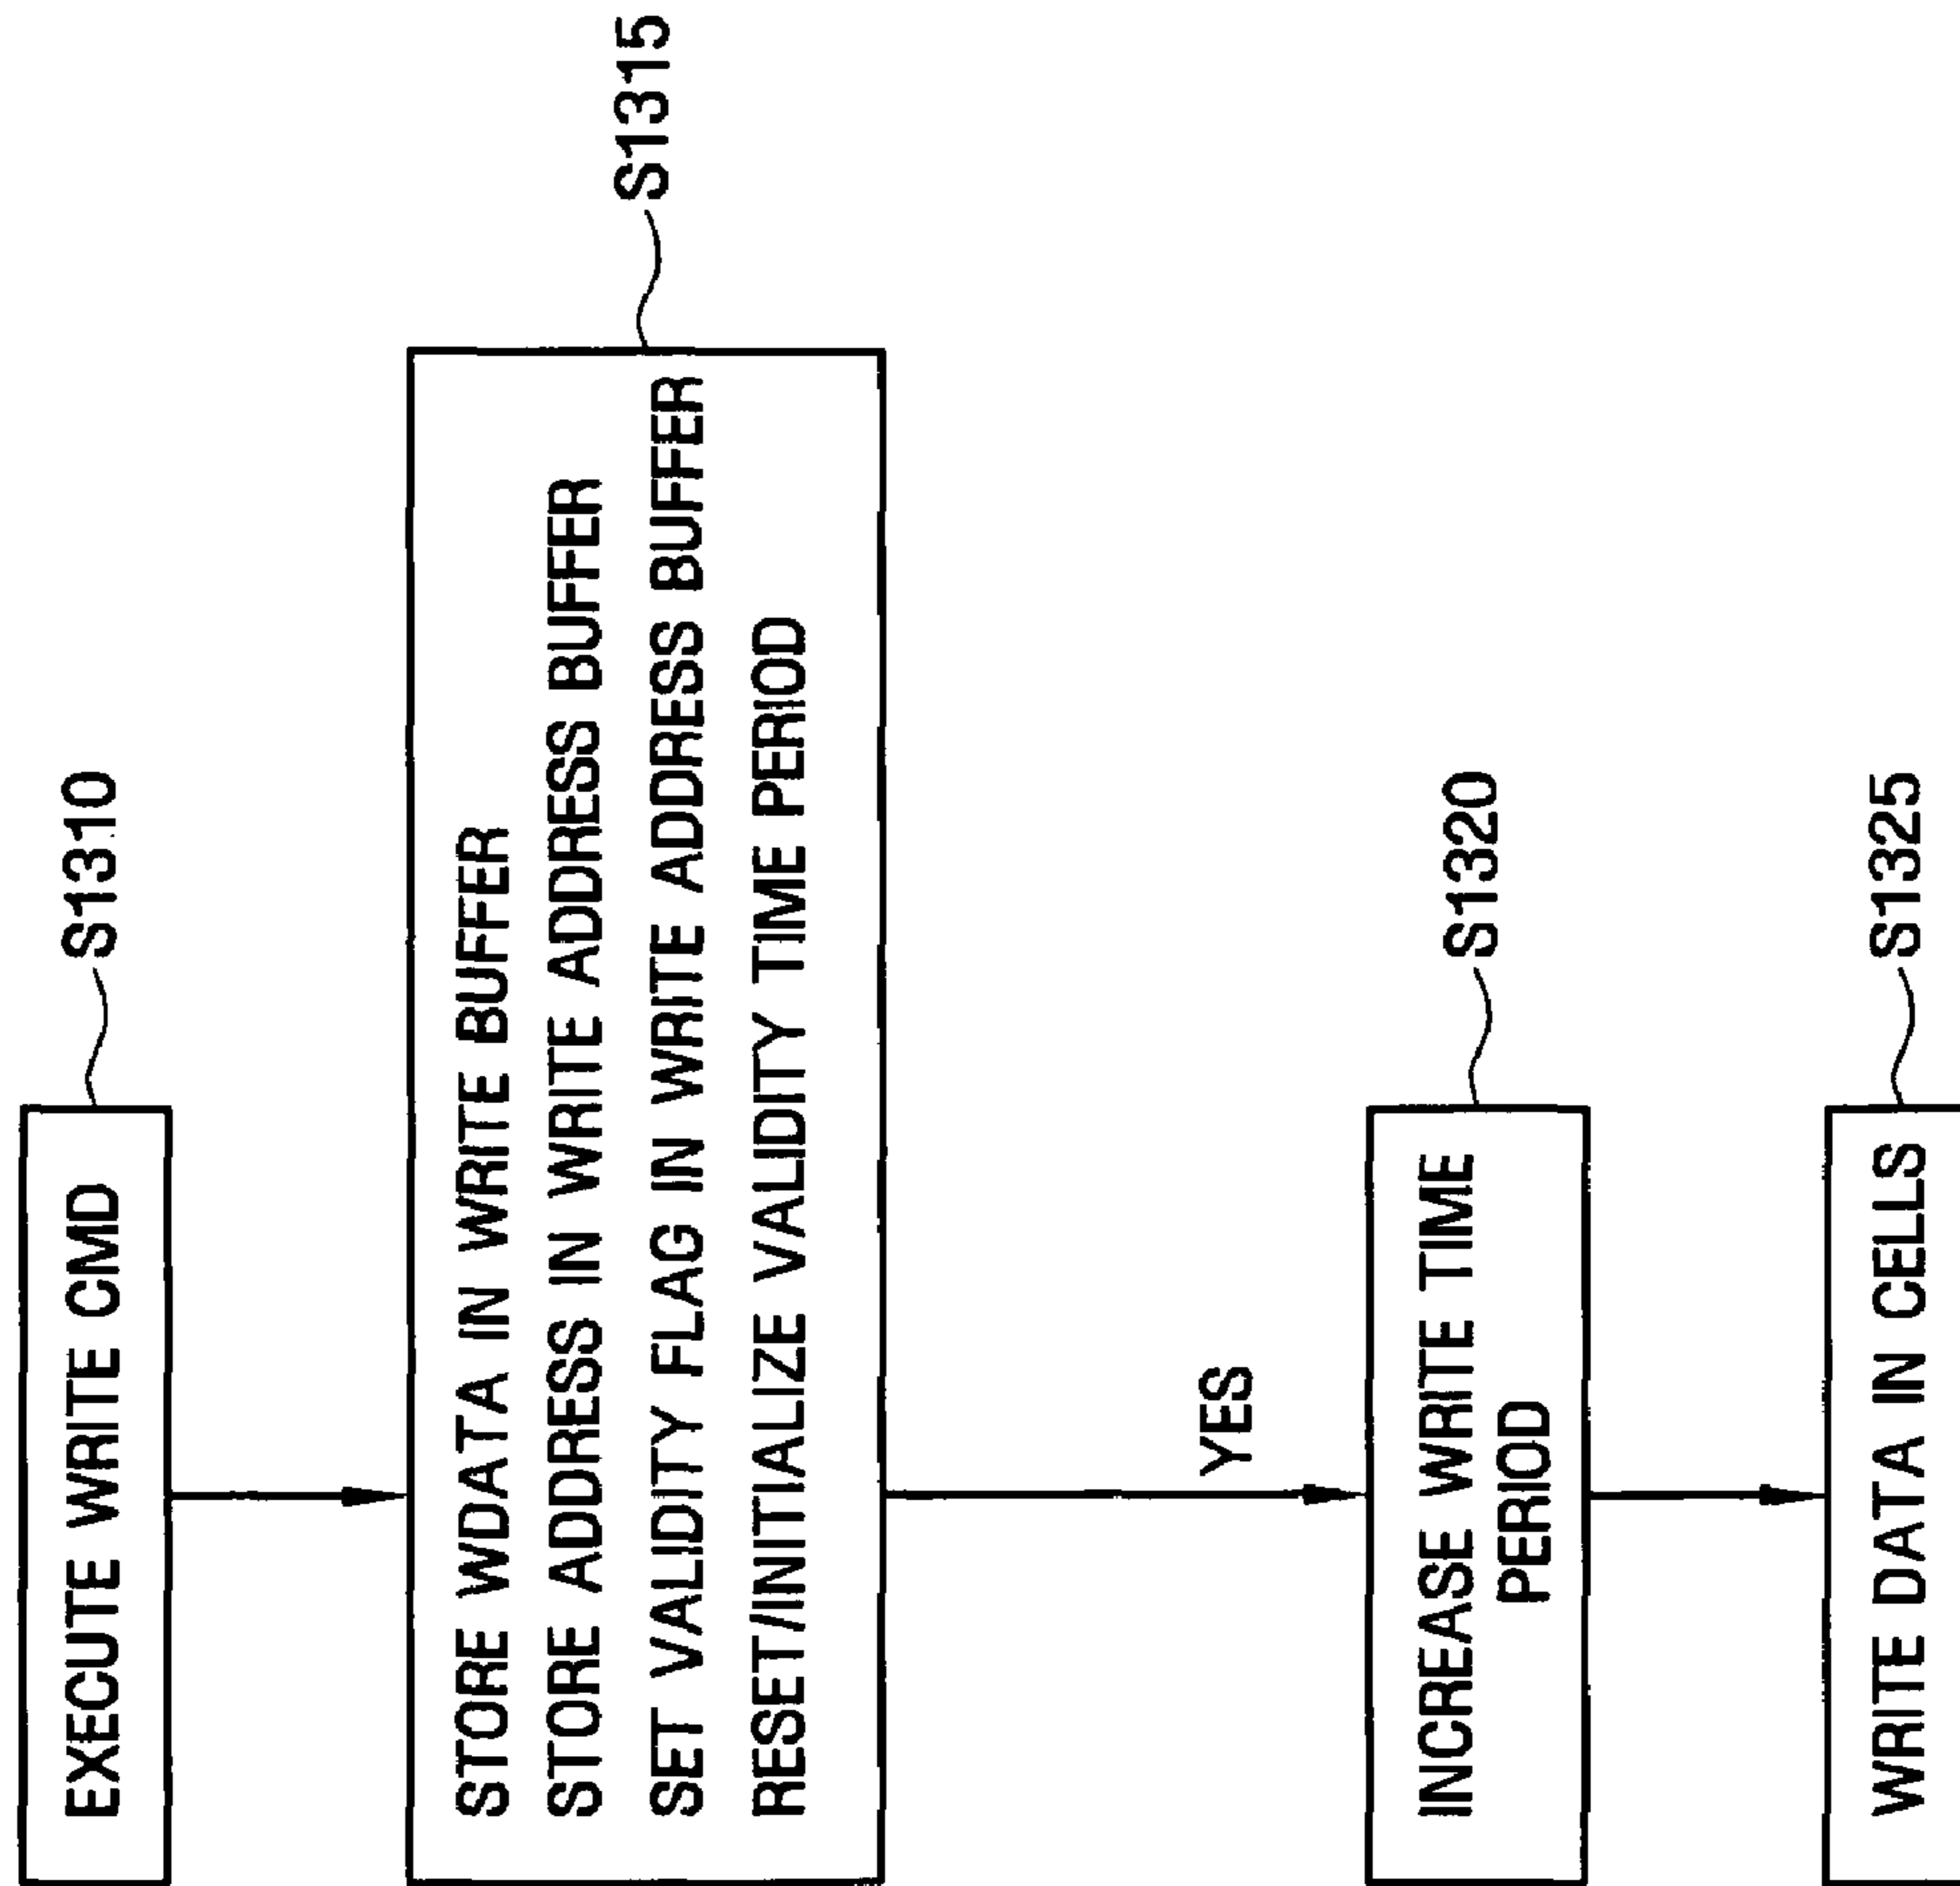 EXECUTE WRITE CMD
S1310
STORE WDATA IN WRITE BUFFER
STORE ADDRESS IN WRITE ADDRESS BUFFER
SET VALIDITY FLAG IN WRITE ADDRESS BUFFER
RESET/INITIALIZE VALIDITY TIME PERIOD
S1315
YES
INCREASE WRITE TIME
PERIOD
S1320
WRITE DATA IN CELLS
S1325